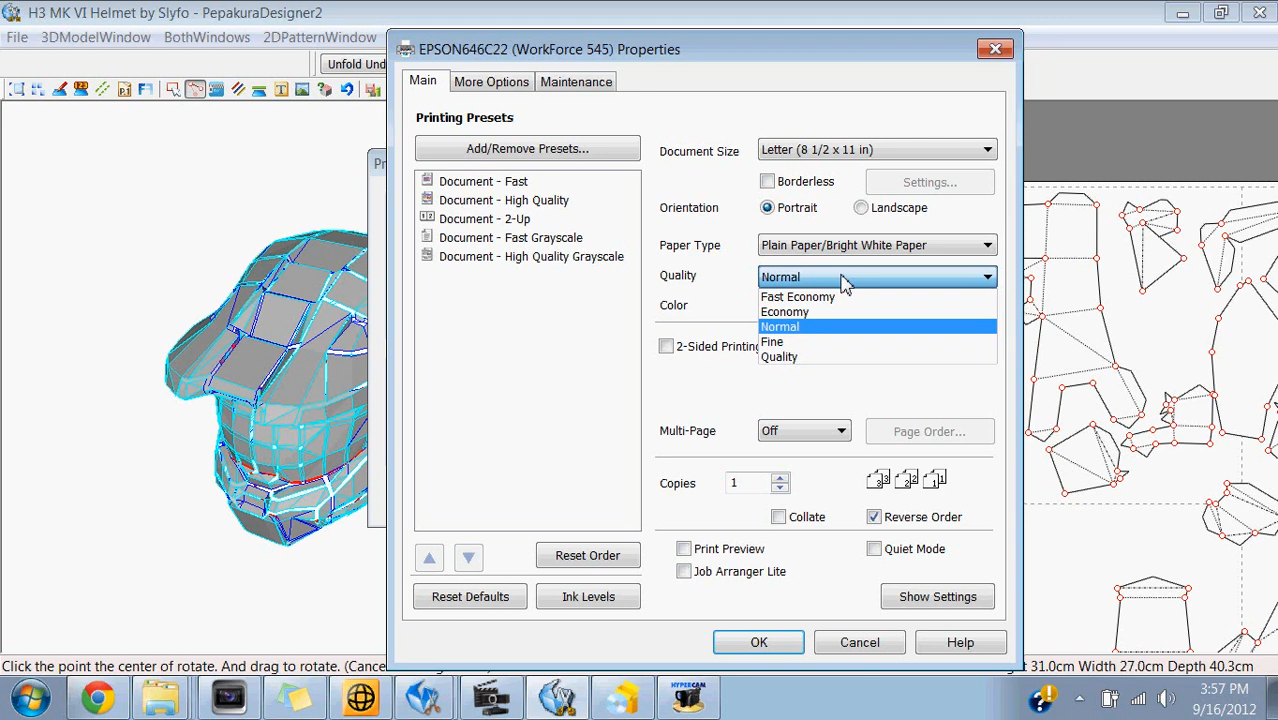 H3 MK VI Helmet by Slyfo - PepakuraDesigner2
File 3DModelWindow BothWindows 2DPatternWindow
EPSON646C22 (WorkForce 545) Properties
Unfold Und
Main More Options Maintenance
Printing Presets
Add/Remove Presets...
Document - Fast
Document - High Quality
Document - 2-Up
Document - Fast Grayscale
Document - High Quality Grayscale
Reset Order
Reset Defaults Ink Levels
Document Size Letter (8 1/2 x 11 in)
Borderless Settings...
Orientation Portrait Landscape
Paper Type Plain Paper/Bright White Paper
Quality Normal
Fast Economy
Economy
Normal
Fine
Quality
Color
2-Sided Printing
Multi-Page Off Page Order...
Copies 1
Collate Reverse Order
Print Preview Quiet Mode
Job Arranger Lite
Show Settings
OK Cancel Help
Pr
Click the point the center of rotate. And drag to rotate. (Cance
31.0cm Width 27.0cm Depth 40.3cm
HYPERCAM
3:57 PM
9/16/2012